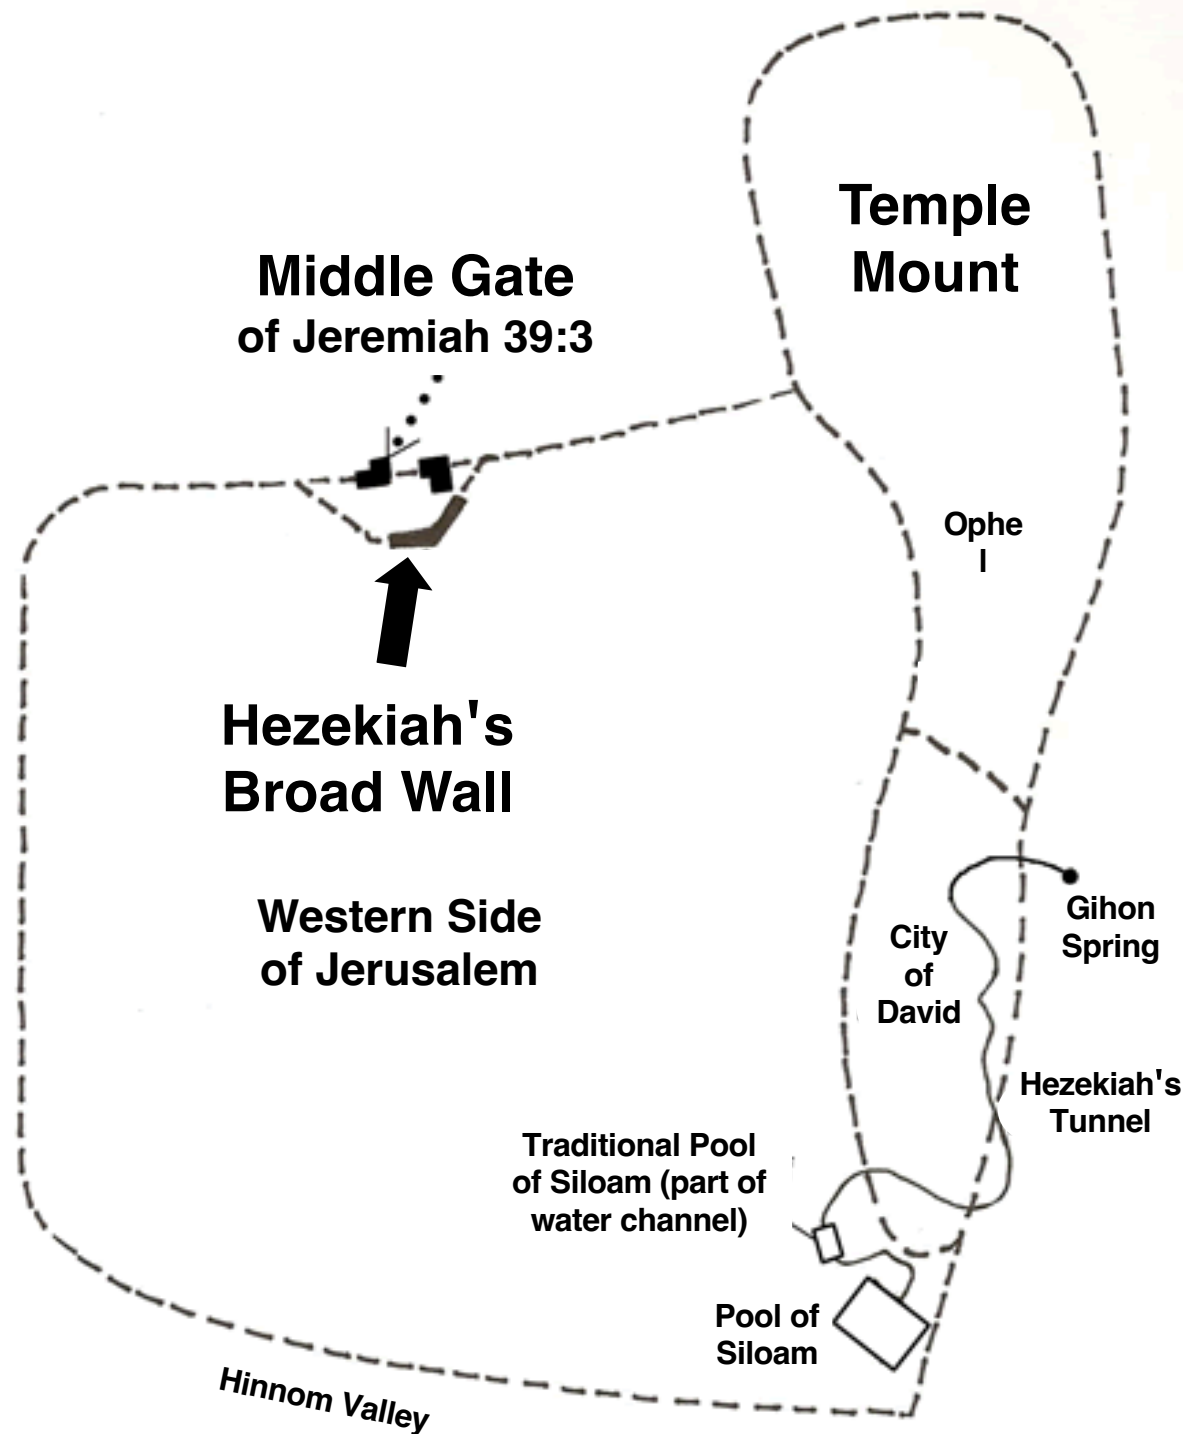 Temple
Mount
Middle Gate
of Jeremiah 39:3
Ophe
l
Hezekiah's
Broad Wall
Western Side
of Jerusalem
Gihon
Spring
City
of
David
Hezekiah's
Tunnel
Traditional Pool
of Siloam (part of
water channel)
Pool of
Siloam
Hinnom Valley